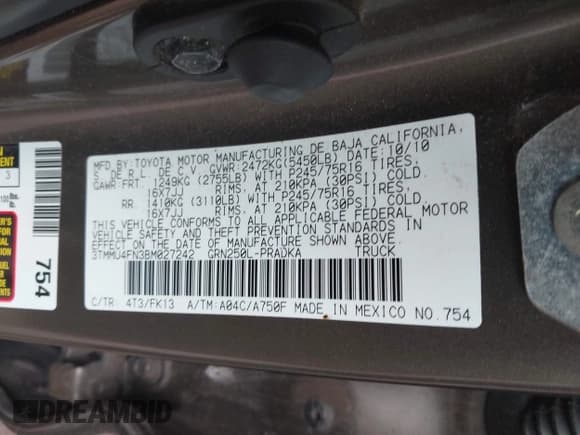 MFD.BY:TOYOTA MOTOR MANUFACTURING DE BAJA CALIFORNIA,
S. DE R.L. DE C.V. GVWR 2472KG(5450LB) DATE: 10/10
GAWR:FRT. 1249KG (2755LB) WITH P245/75R16 TIRES,
16X7JJ RIMS, AT 210KPA (30PSI) COLD
RR. 1410KG (3110LB) WITH P245/75R16 TIRES,
16X7JJ RIMS, AT 210KPA (30PSI) COLD
THIS VEHICLE CONFORMS TO ALL APPLICABLE FEDERAL MOTOR
VEHICLE SAFETY AND THEFT PREVENTION STANDARDS IN
EFFECT ON THE DATE OF MANUFACTURE SHOWN ABOVE.
3TMMU4FN3BM027242 GRN250L-PRADKA TRUCK
C/TR: 4T3/FK13 A/TM:A04C/A750F MADE IN MEXICO NO.754
754
DREAMBID